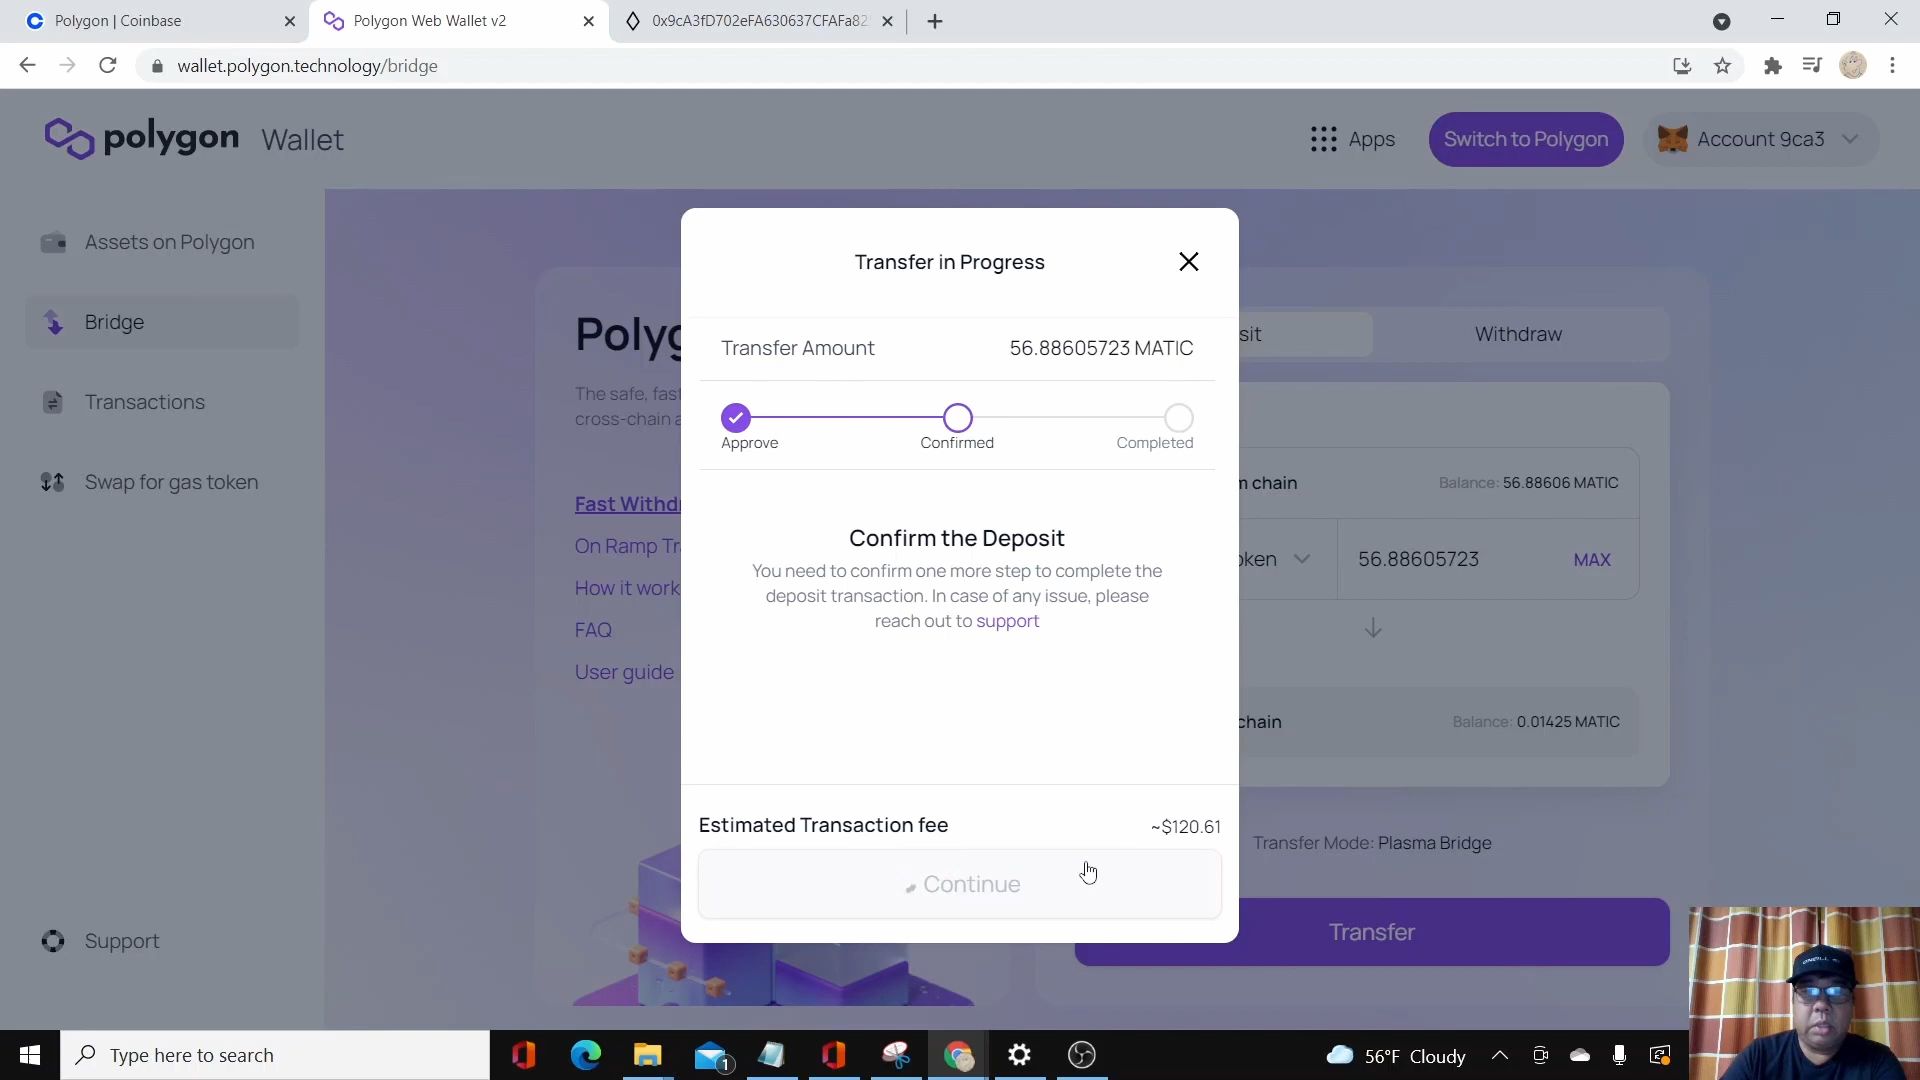 Polygon | Coinbase
Polygon Web Wallet v2
0x9cA3fD702eFA630637CFAFa82
wallet.polygon.technology/bridge
polygon Wallet
Apps
Switch to Polygon
Account 9ca3
Assets on Polygon
Bridge
Transactions
Swap for gas token
Support
Polyg
The safe, fast
cross-chain a
Fast Withd
On Ramp Tr
How it work
FAQ
User guide
Transfer in Progress
Transfer Amount 56.88605723 MATIC
Approve Confirmed Completed
Confirm the Deposit
You need to confirm one more step to complete the
deposit transaction. In case of any issue, please
reach out to support
Estimated Transaction fee ~$120.61
Continue
sit Withdraw
m chain Balance: 56.88606 MATIC
oken 56.88605723 MAX
chain Balance: 0.01425 MATIC
Transfer Mode: Plasma Bridge
Transfer
Type here to search
1
56°F Cloudy